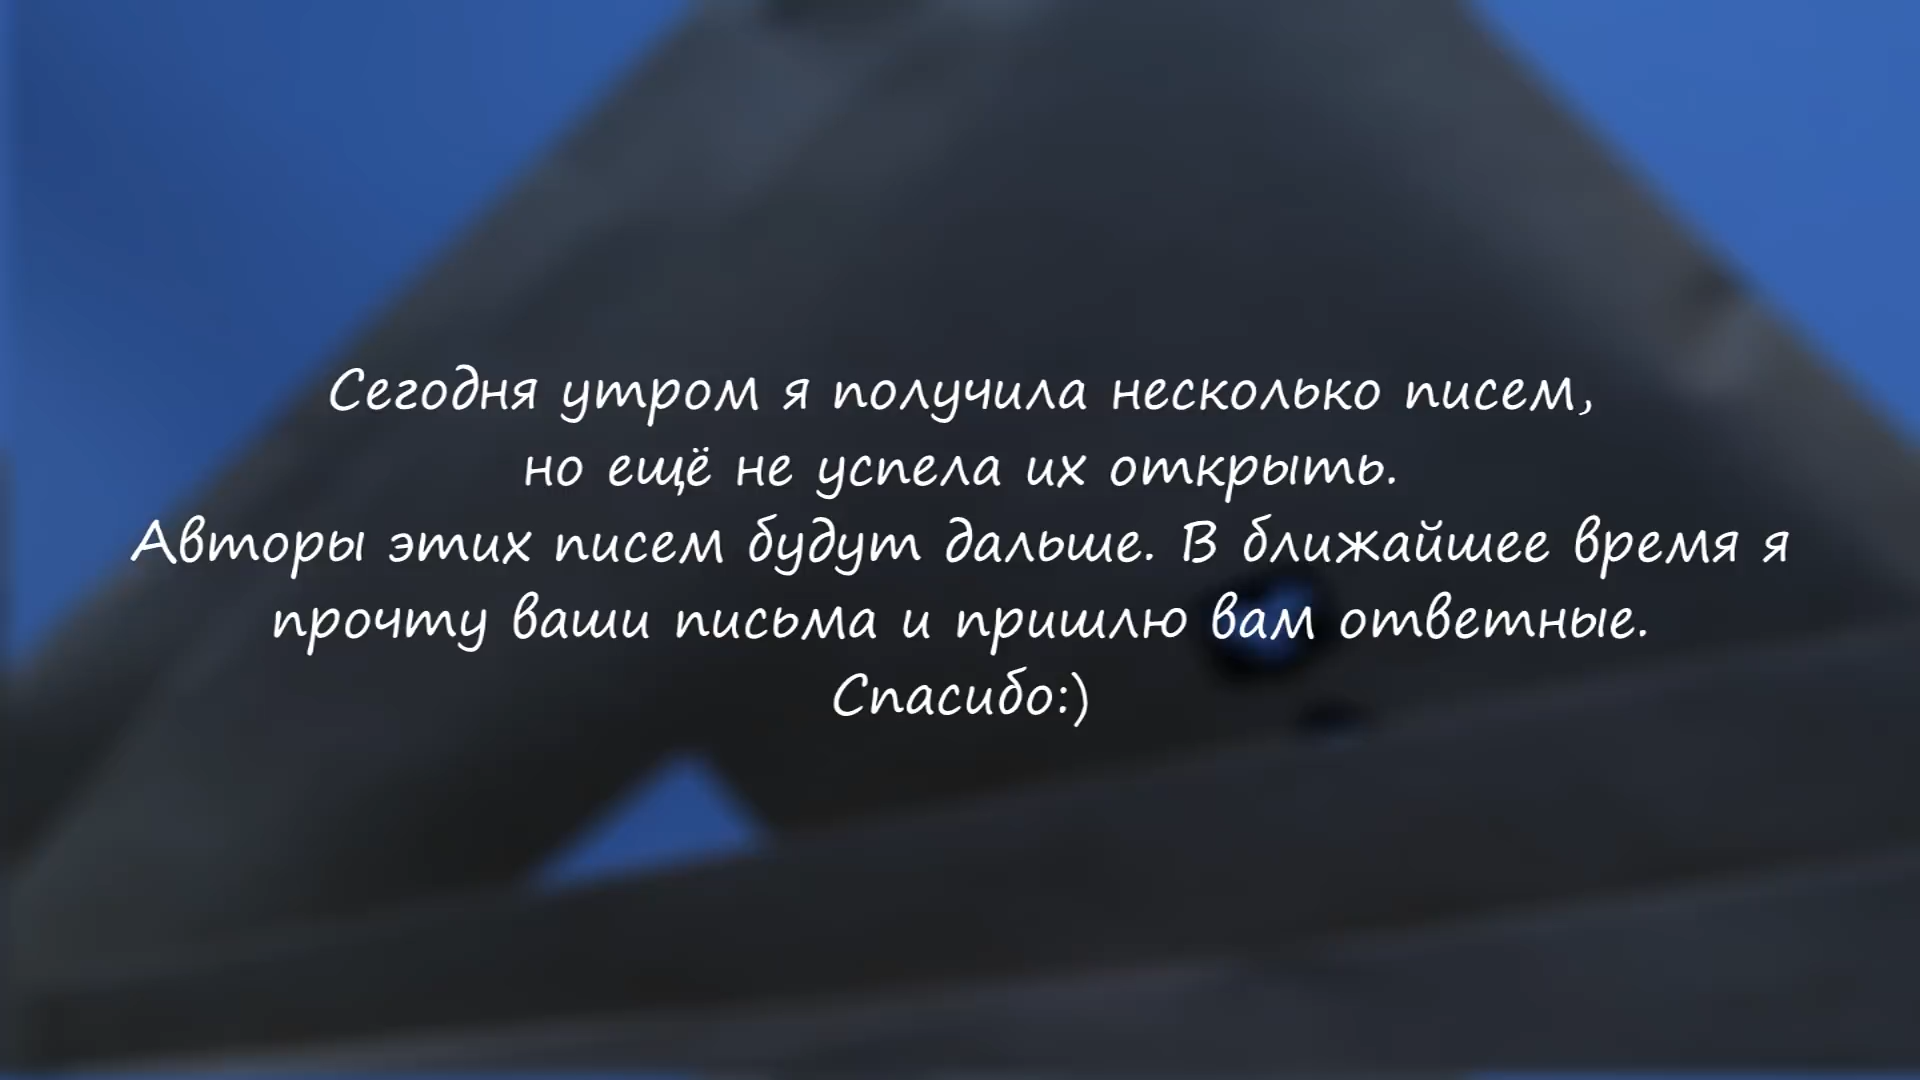 Сегодня утром я получила несколько писем,
но ещё не успела их открыть.
Авторы этих писем будут дальше. В ближайшее время я
прочту ваши письма и пришлю вам ответные.
Спасибо:)